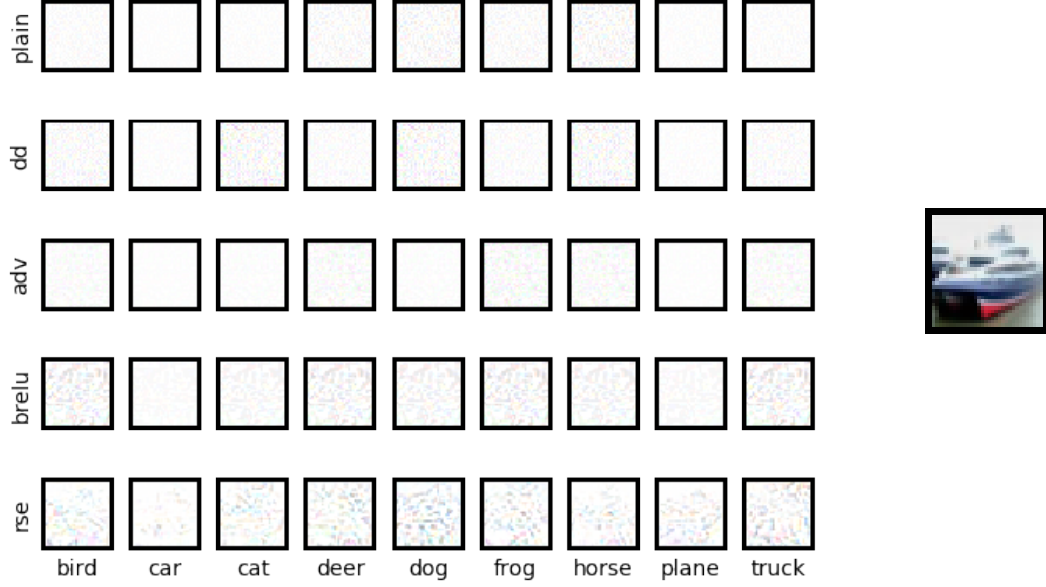 plain
dd
adv
brelu
rse
bird car cat deer dog frog horse plane truck